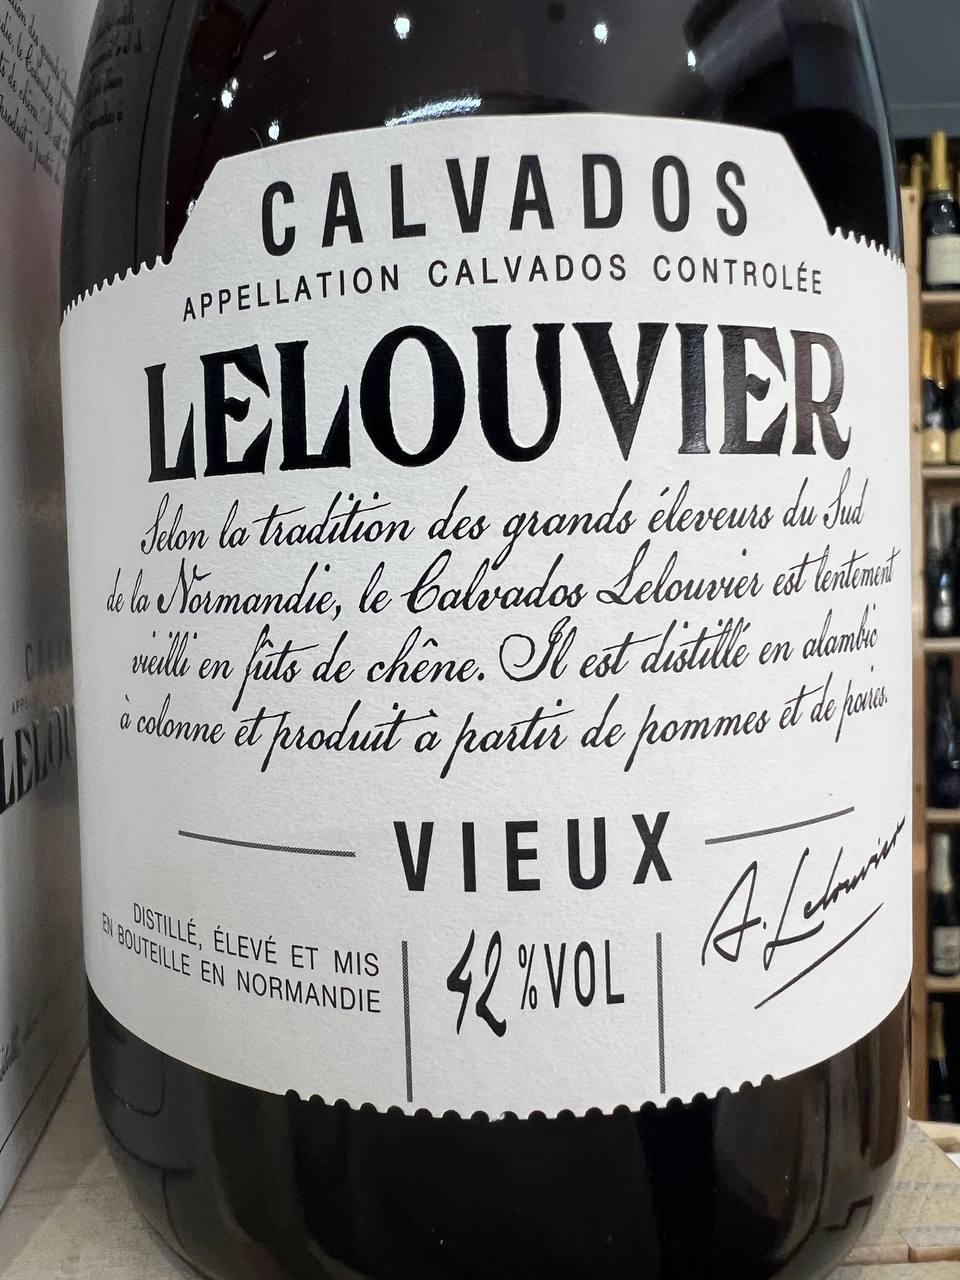 CALVADOS
APPELLATION CALVADOS CONTROLÉE
LELOUVIER
Selon la tradition des grands éleveurs du Sud
de la Normandie, le Calvados Lelouvier est lentement
vieilli en fûts de chêne. Il est distillé en alambic
à colonne et produit à partir de pommes et de poires.
VIEUX
DISTILLÉ, ÉLEVÉ ET MIS
EN BOUTEILLE EN NORMANDIE
42 %VOL
A. Lelouvier
LELOU